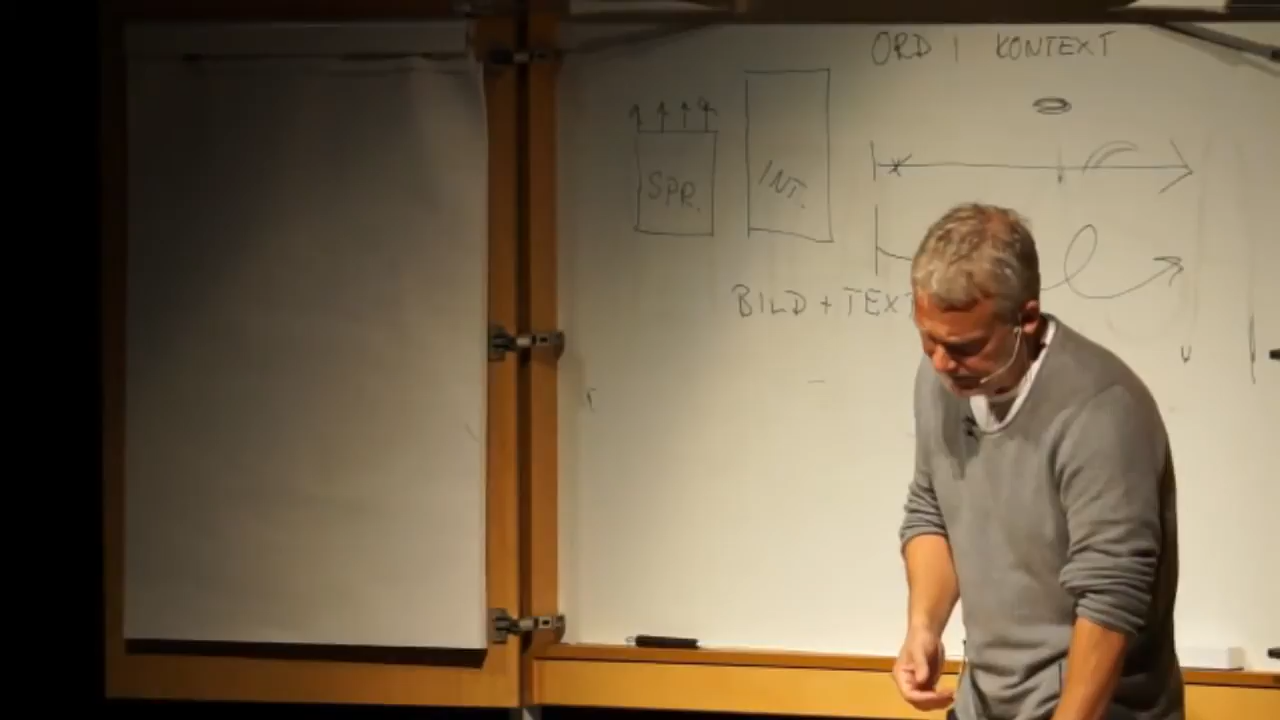 ORD I KONTEXT
SPR.
INT.
BILD + TEXT